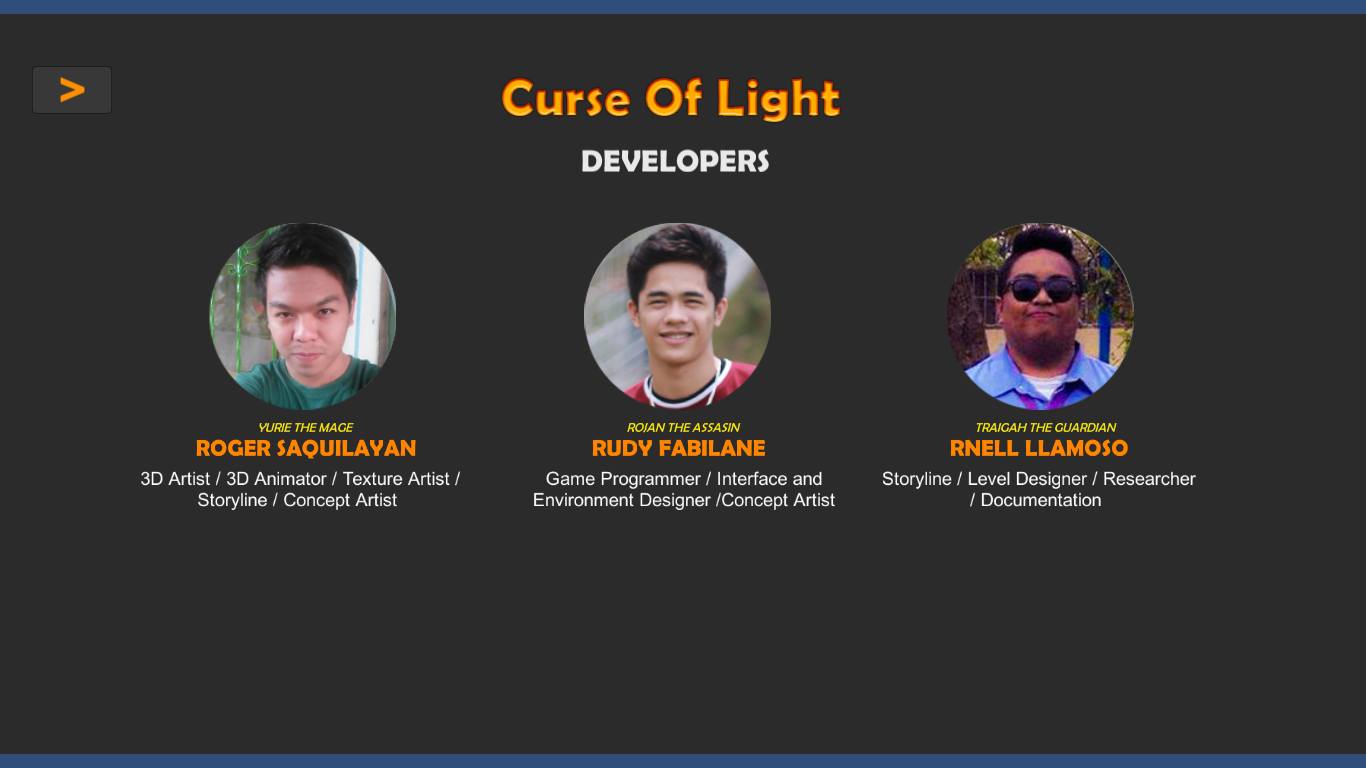 >
Curse Of Light
DEVELOPERS
YURIE THE MAGE
ROGER SAQUILAYAN
3D Artist / 3D Animator / Texture Artist /
Storyline / Concept Artist
ROJAN THE ASSASIN
RUDY FABILANE
Game Programmer / Interface and
Environment Designer /Concept Artist
TRAIGAH THE GUARDIAN
RNELL LLAMOSO
Storyline / Level Designer / Researcher
/ Documentation